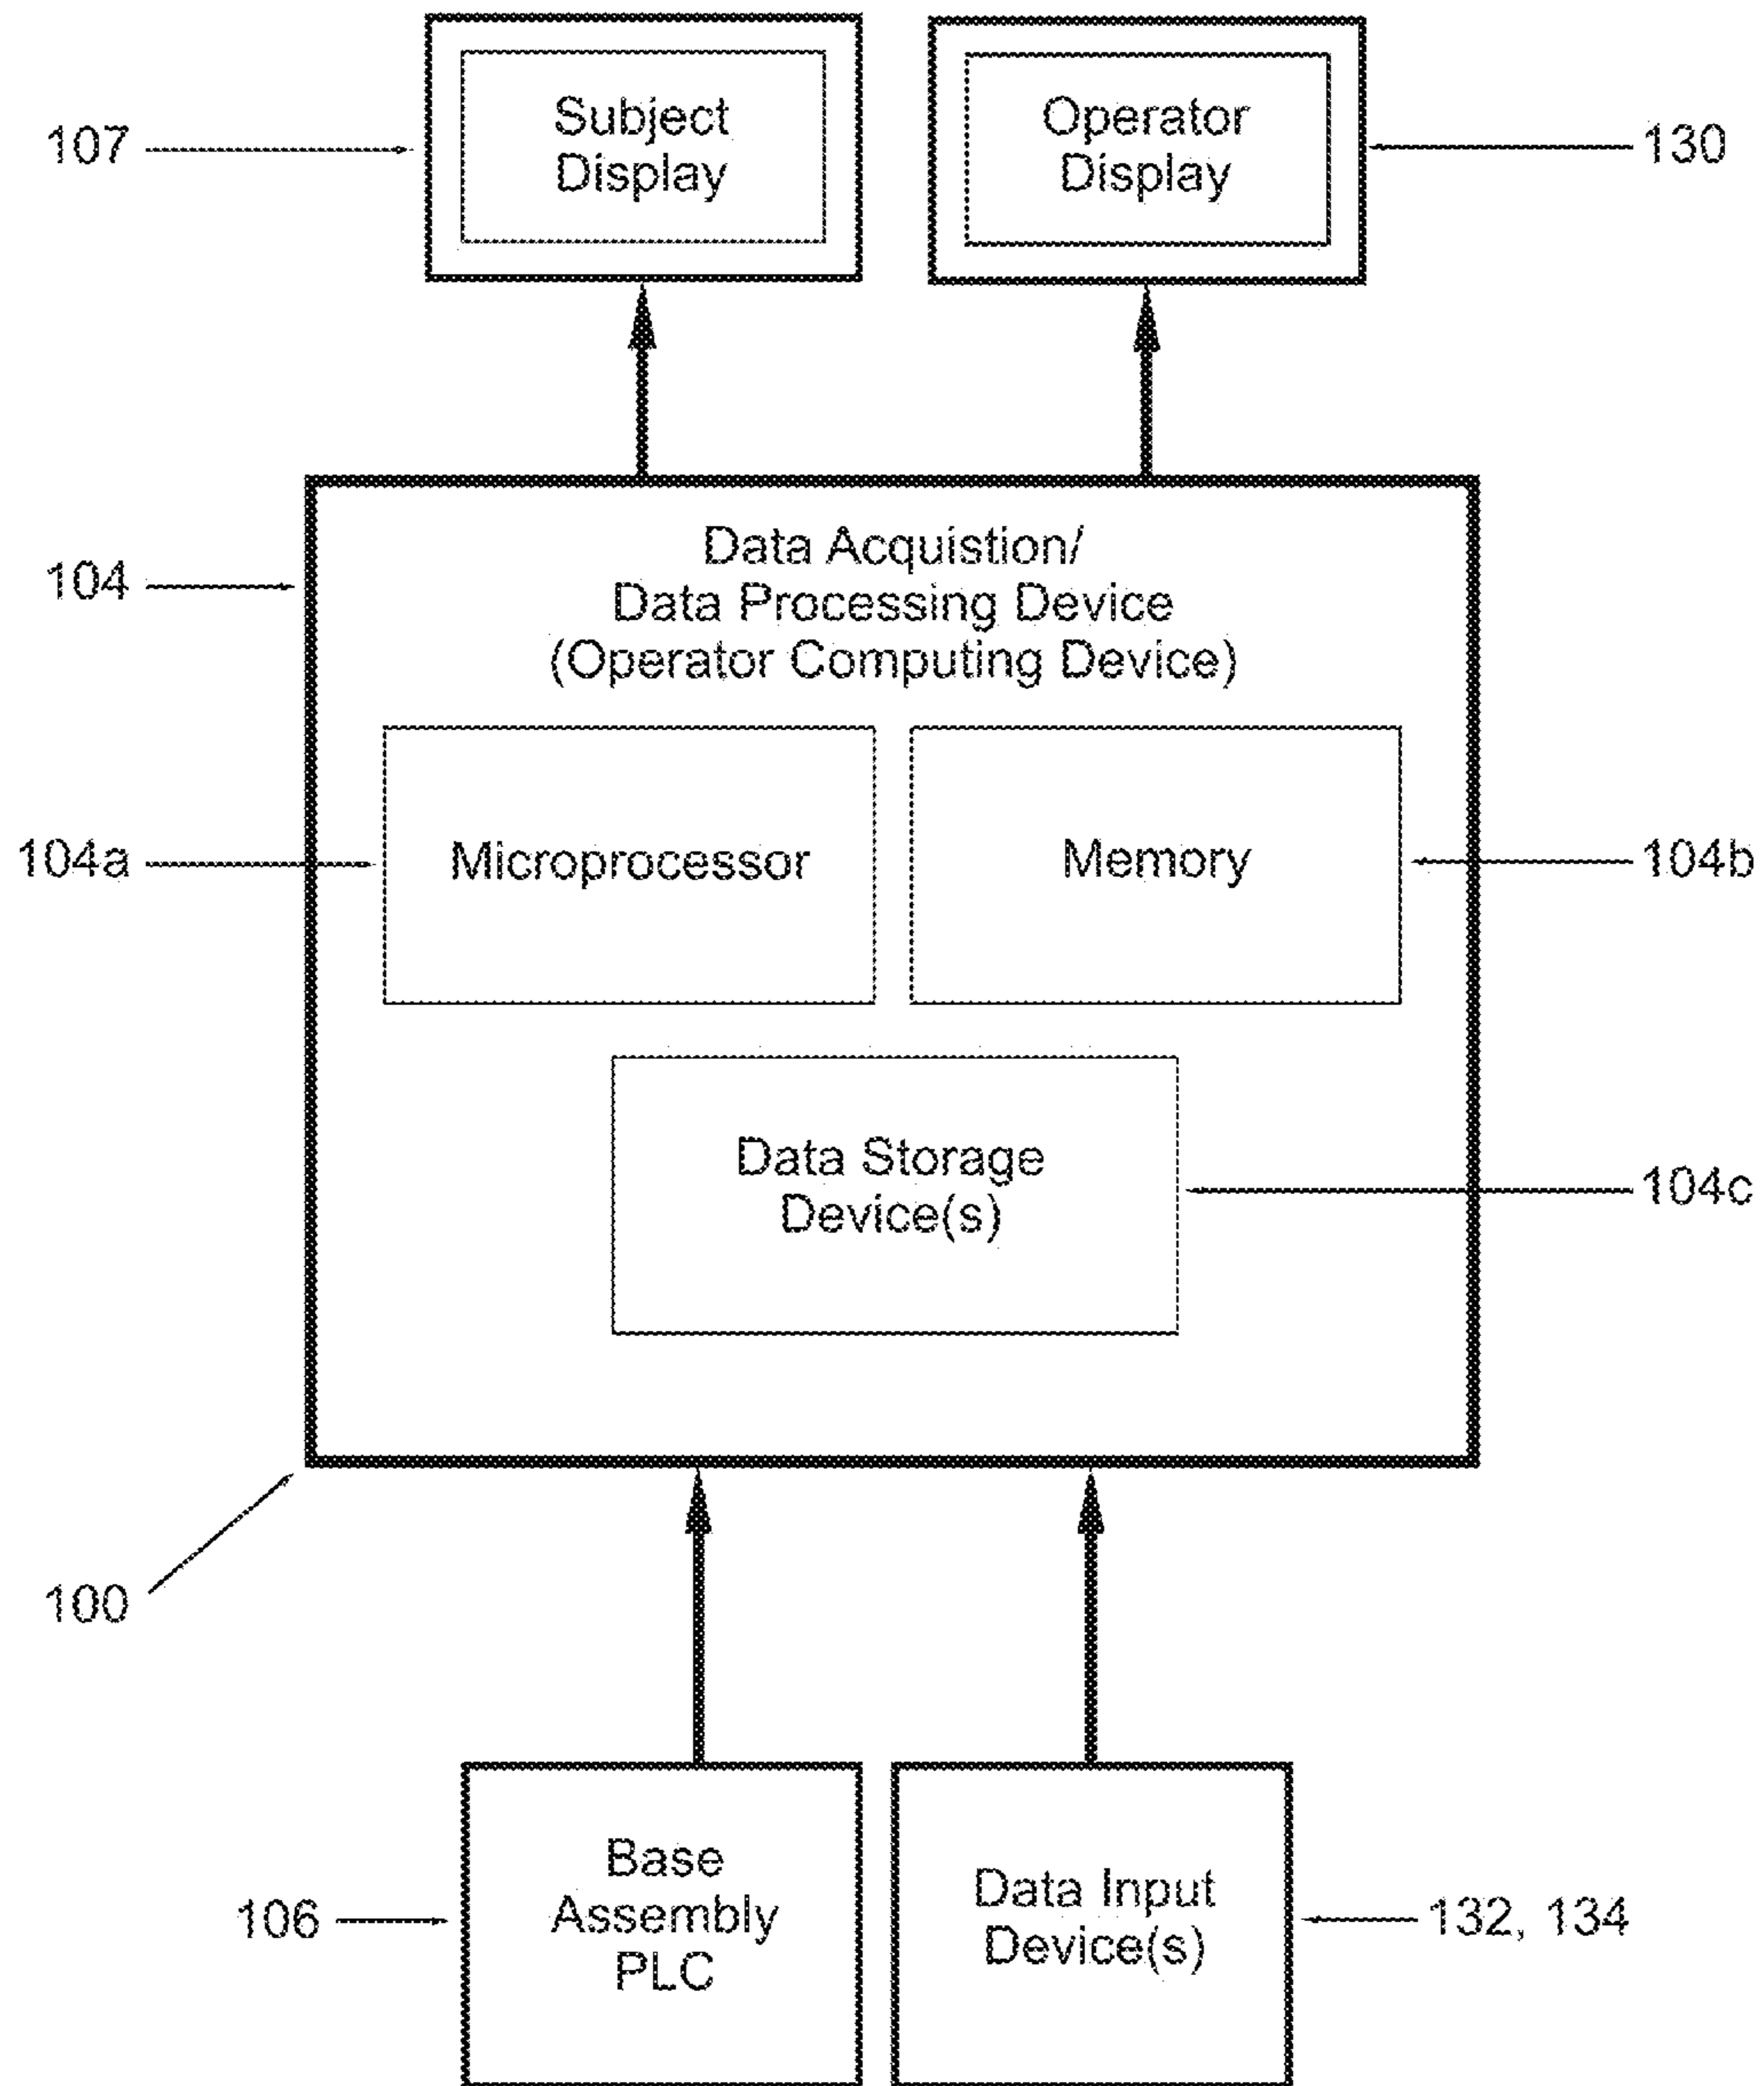 Subject
Display
Operator
Display
107
130
Data Acquistion/
Data Processing Device
(Operator Computing Device)
104
Microprocessor
Memory
104a
104b
Data Storage
Device(s)
104c
100
Base
Assembly
PLC
Data Input
Device(s)
106
132, 134